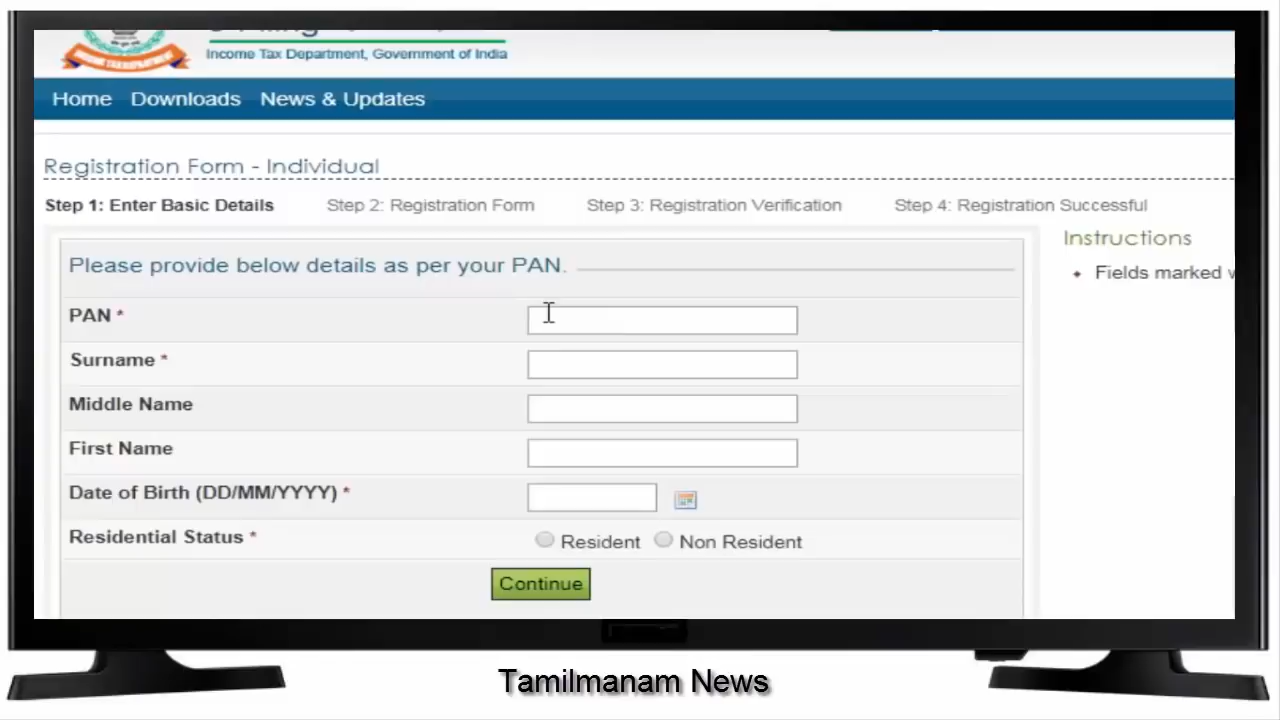 Income Tax Department, Government of India
Home Downloads News & Updates
Registration Form - Individual
Step 1: Enter Basic Details Step 2: Registration Form Step 3: Registration Verification Step 4: Registration Successful
Instructions
Fields marked
Please provide below details as per your PAN.
PAN *
Surname *
Middle Name
First Name
Date of Birth (DD/MM/YYYY) *
Residential Status *
Resident Non Resident
Continue
Tamilmanam News